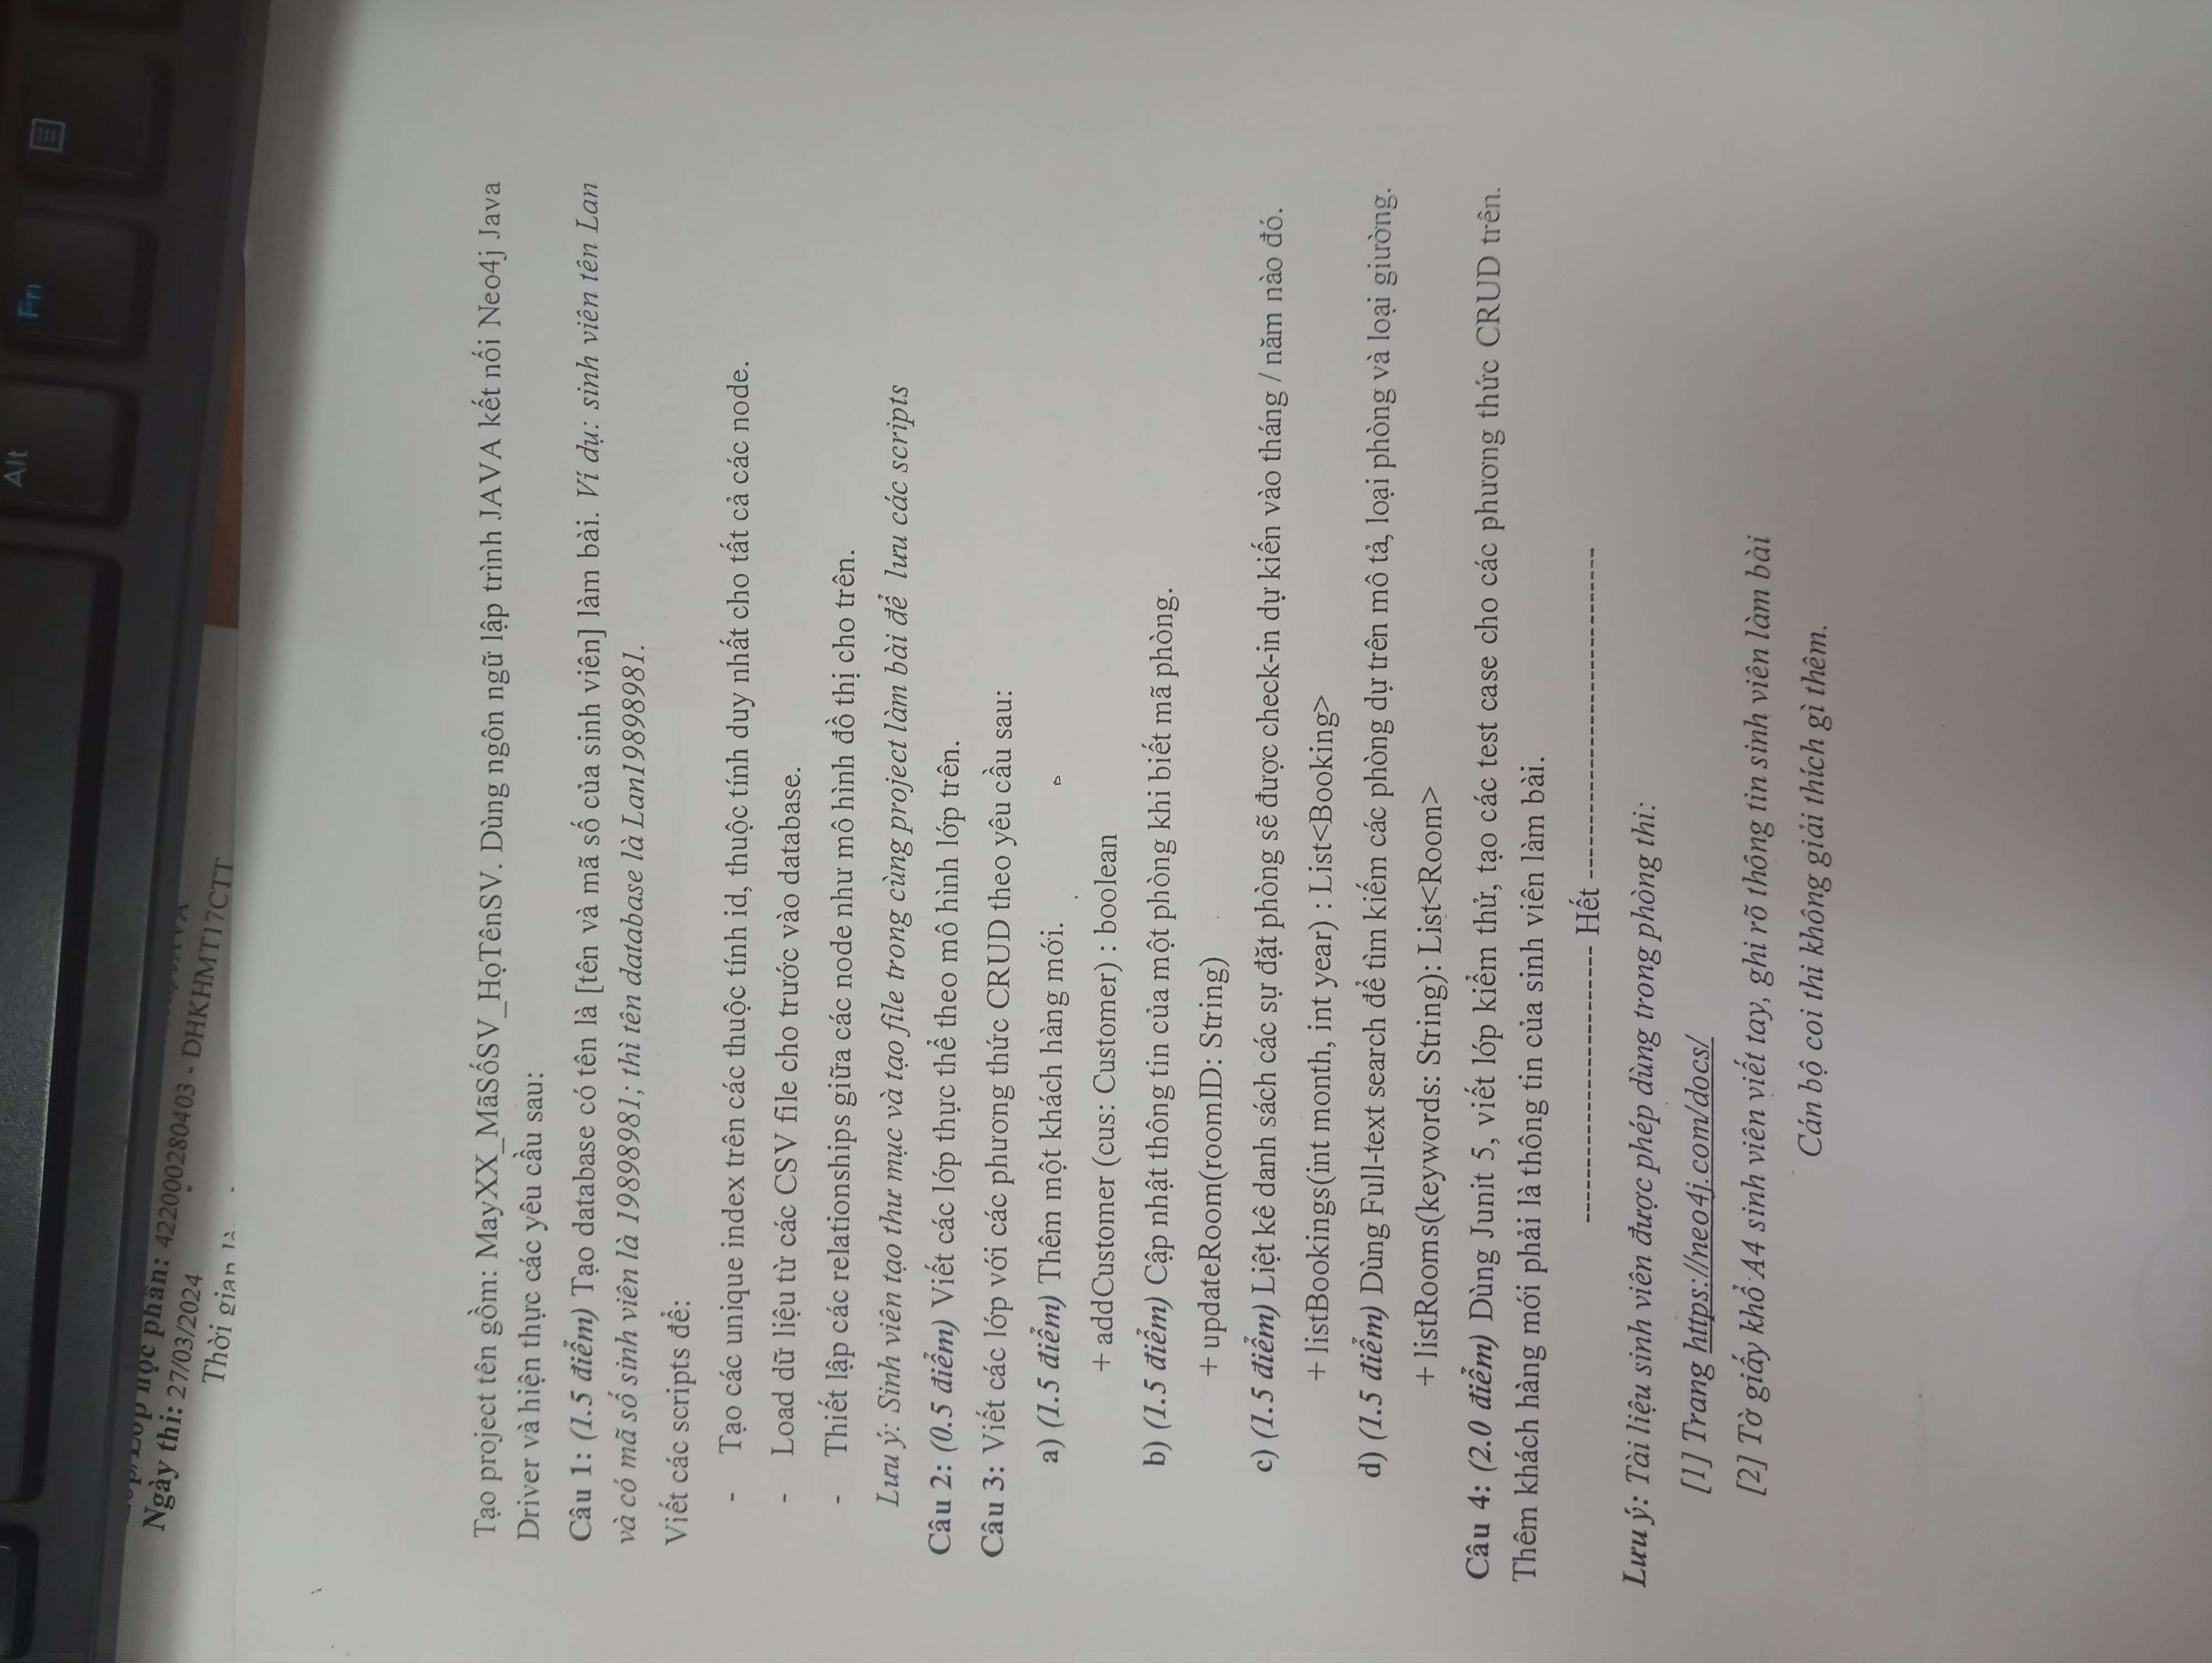 Alt
Fn
học phần: 422000280403 - DHKHMT17CTT
Ngày thi: 27/03/2024
Thời gian
Tạo project tên gồm: MayXX_MãSốSV_HọTênSV. Dùng ngôn ngữ lập trình JAVA kết nối Neo4j Java
Driver và hiện thực các yêu cầu sau:
Câu 1: (1.5 điểm) Tạo database có tên là [tên và mã số của sinh viên] làm bài. Ví dụ: sinh viên tên Lan
và có mã số sinh viên là 19898981; thì tên database là Lan19898981.
Viết các scripts để:
- Tạo các unique index trên các thuộc tính id, thuộc tính duy nhất cho tất cả các node.
- Load dữ liệu từ các CSV file cho trước vào database.
- Thiết lập các relationships giữa các node như mô hình đồ thị cho trên.
Lưu ý: Sinh viên tạo thư mục và tạo file trong cùng project làm bài để lưu các scripts
Câu 2: (0.5 điểm) Viết các lớp thực thể theo mô hình lớp trên.
Câu 3: Viết các lớp với các phương thức CRUD theo yêu cầu sau:
a) (1.5 điểm) Thêm một khách hàng mới.
+ addCustomer (cus: Customer) : boolean
b) (1.5 điểm) Cập nhật thông tin của một phòng khi biết mã phòng.
+ updateRoom(roomID: String)
c) (1.5 điểm) Liệt kê danh sách các sự đặt phòng sẽ được check-in dự kiến vào tháng / năm nào đó.
+ listBookings(int month, int year) : List<Booking>
d) (1.5 điểm) Dùng Full-text search để tìm kiếm các phòng dự trên mô tả, loại phòng và loại giường.
+ listRooms(keywords: String): List<Room>
Câu 4: (2.0 điểm) Dùng Junit 5, viết lớp kiểm thử, tạo các test case cho các phương thức CRUD trên.
Thêm khách hàng mới phải là thông tin của sinh viên làm bài.
------------------------- Hết ------------------------------
Lưu ý: Tài liệu sinh viên được phép dùng trong phòng thi:
[1] Trang https://neo4j.com/docs/
[2] Tờ giấy khổ A4 sinh viên viết tay, ghi rõ thông tin sinh viên làm bài
Cán bộ coi thi không giải thích gì thêm.